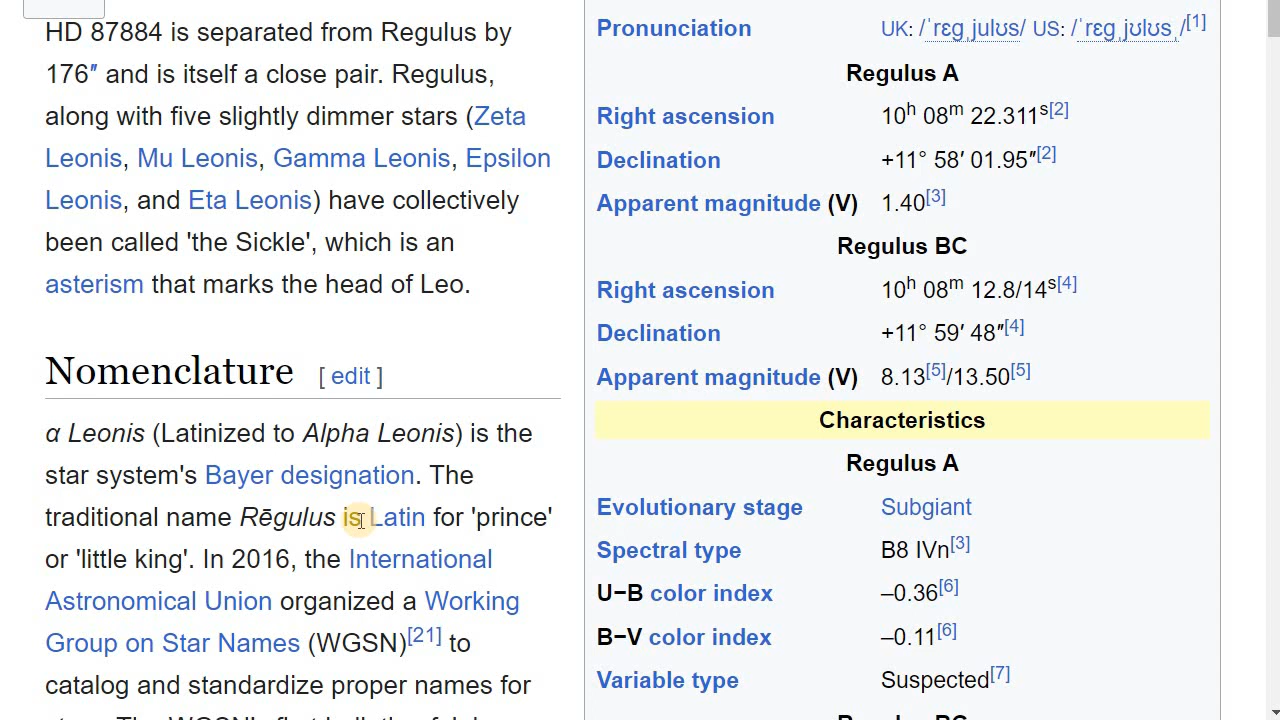 HD 87884 is separated from Regulus by
176″ and is itself a close pair. Regulus,
along with five slightly dimmer stars (Zeta
Leonis, Mu Leonis, Gamma Leonis, Epsilon
Leonis, and Eta Leonis) have collectively
been called 'the Sickle', which is an
asterism that marks the head of Leo.
Nomenclature [ edit ]
α Leonis (Latinized to Alpha Leonis) is the
star system's Bayer designation. The
traditional name Rēgulus is Latin for 'prince'
or 'little king'. In 2016, the International
Astronomical Union organized a Working
Group on Star Names (WGSN)[21] to
catalog and standardize proper names for
Pronunciation UK: /ˈrɛɡˌjulʊs/ US: /ˈrɛɡˌjʊlʊsˌ/[1]
Regulus A
Right ascension 10h 08m 22.311s[2]
Declination +11° 58′ 01.95″[2]
Apparent magnitude (V) 1.40[3]
Regulus BC
Right ascension 10h 08m 12.8/14s[4]
Declination +11° 59′ 48″[4]
Apparent magnitude (V) 8.13[5]/13.50[5]
Characteristics
Regulus A
Evolutionary stage Subgiant
Spectral type B8 IVn[3]
U−B color index –0.36[6]
B−V color index –0.11[6]
Variable type Suspected[7]